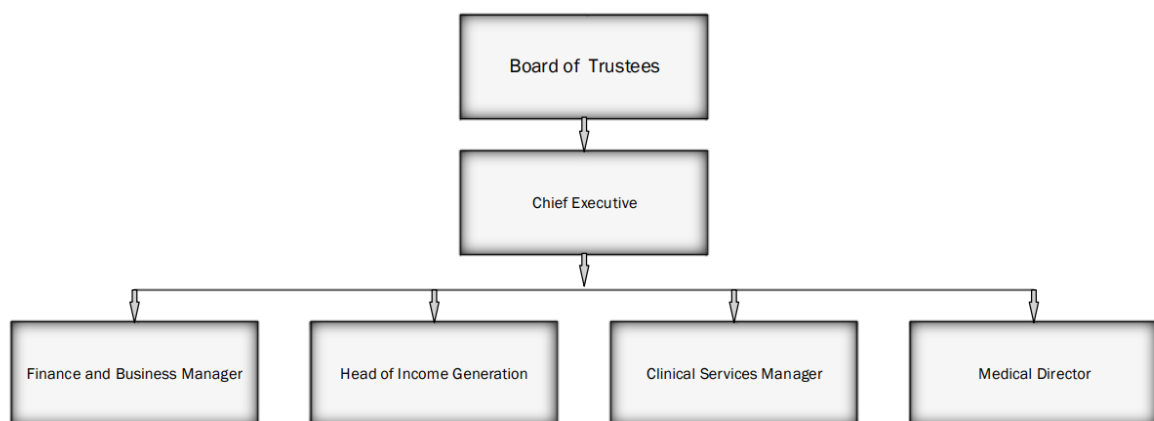 Board of Trustees
Chief Executive
Finance and Business Manager
Head of Income Generation
Clinical Services Manager
Medical Director